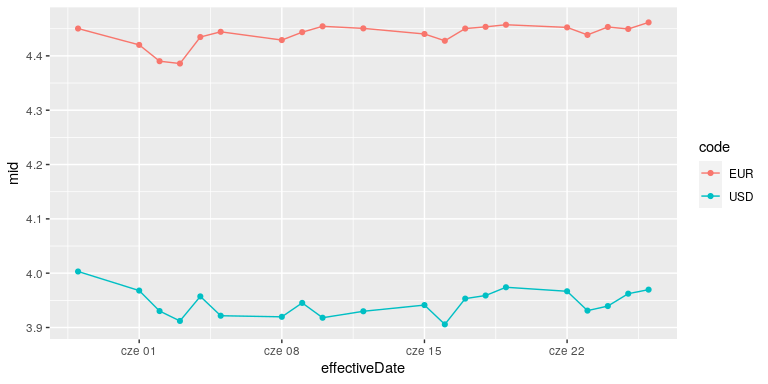 4.4
4.3
4.2
4.1
4.0
3.9
mid
cze 01
cze 08
cze 15
cze 22
effectiveDate
code
EUR
USD